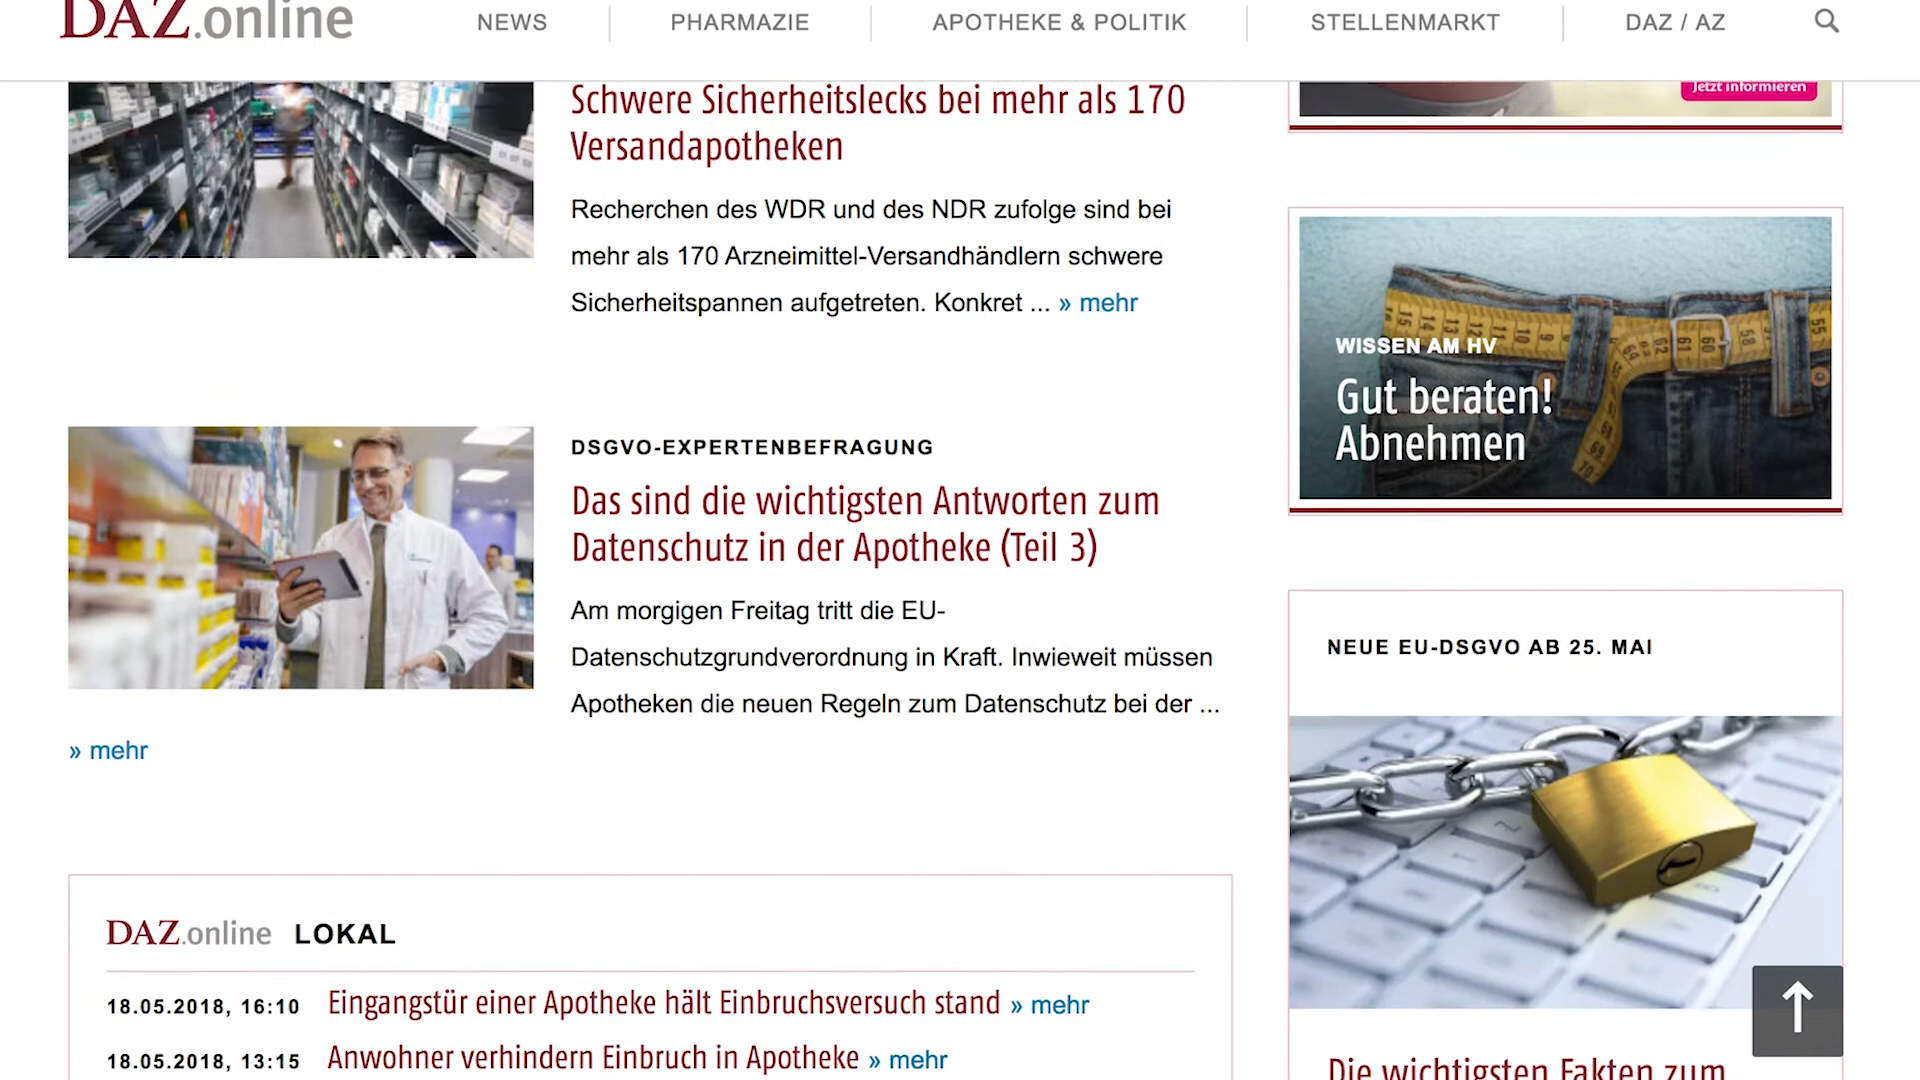 DAZ.online
NEWS
PHARMAZIE
APOTHEKE & POLITIK
STELLENMARKT
DAZ / AZ
Schwere Sicherheitslecks bei mehr als 170
Versandapotheken
Recherchen des WDR und des NDR zufolge sind bei
mehr als 170 Arzneimittel-Versandhändlern schwere
Sicherheitspannen aufgetreten. Konkret ... » mehr
DSGVO-EXPERTENBEFRAGUNG
Das sind die wichtigsten Antworten zum
Datenschutz in der Apotheke (Teil 3)
Am morgigen Freitag tritt die EU-
Datenschutzgrundverordnung in Kraft. Inwieweit müssen
Apotheken die neuen Regeln zum Datenschutz bei der ...
» mehr
DAZ.online LOKAL
18.05.2018, 16:10 Eingangstür einer Apotheke hält Einbruchsversuch stand » mehr
18.05.2018, 13:15 Anwohner verhindern Einbruch in Apotheke » mehr
Jetzt informieren
WISSEN AM HV
Gut beraten!
Abnehmen
NEUE EU-DSGVO AB 25. MAI
Die wichtigsten Fakten zum